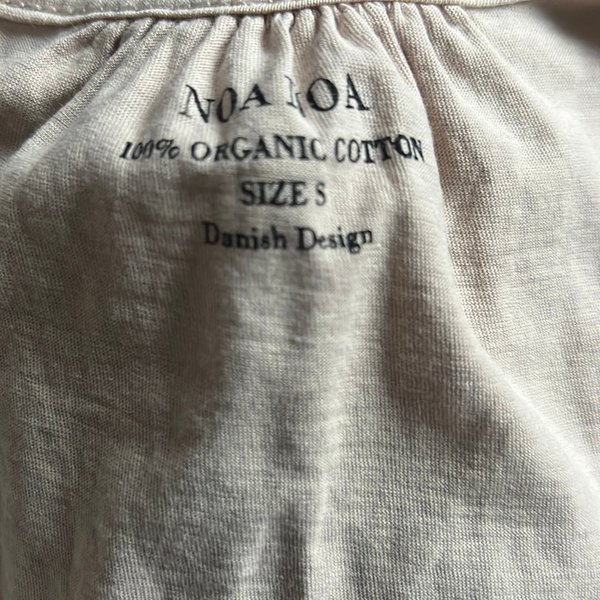 NOA NOA
100% ORGANIC COTTON
SIZE S
Danish Design